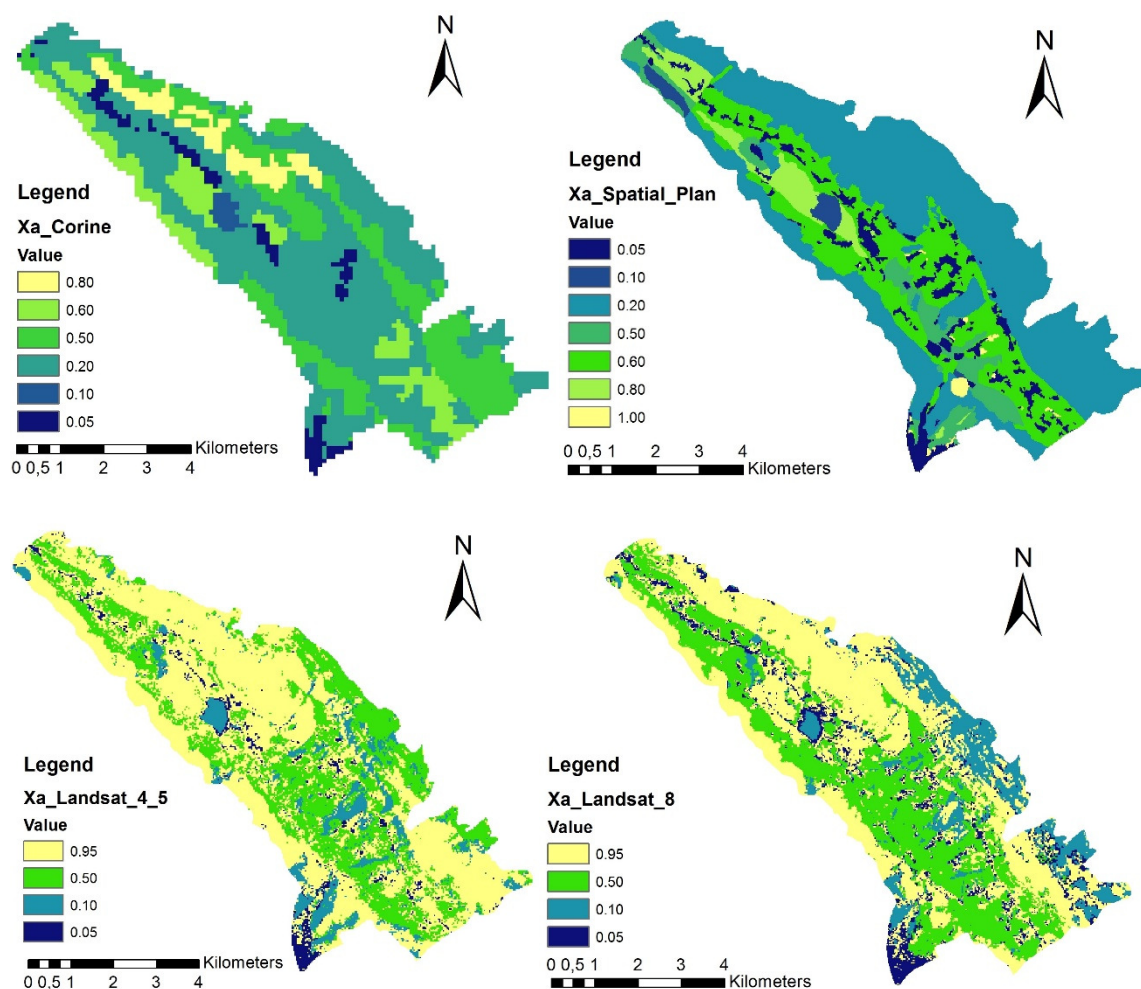 N
Legend
Xa_Corine
Value
0.80
0.60
0.50
0.20
0.10
0.05
Kilometers
0 0,5 1 2 3 4
N
Legend
Xa_Spatial_Plan
Value
0.05
0.10
0.20
0.50
0.60
0.80
1.00
Kilometers
0 0,5 1 2 3 4
N
Legend
Xa_Landsat_4_5
Value
0.95
0.50
0.10
0.05
Kilometers
0 0,5 1 2 3 4
N
Legend
Xa_Landsat_8
Value
0.95
0.50
0.10
0.05
Kilometers
0 0,5 1 2 3 4